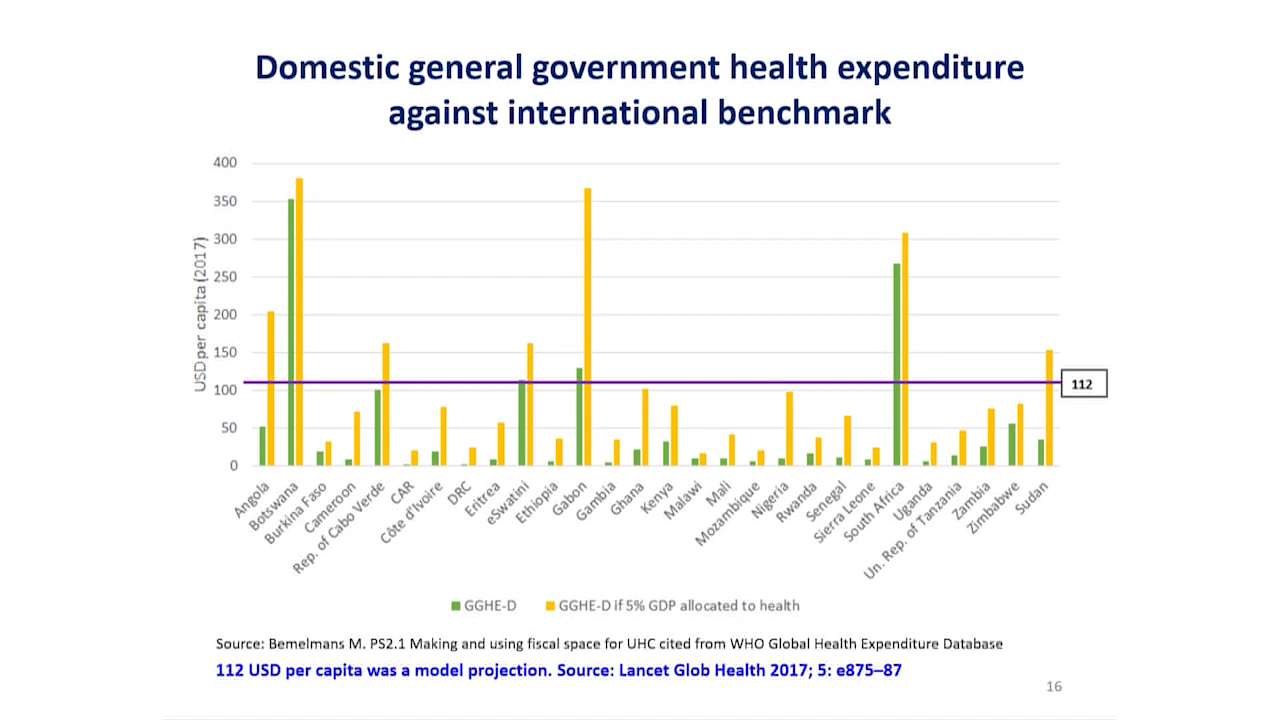 Domestic general government health expenditure
against international benchmark
USD per capita (2017)
400
350
300
250
200
150
100
50
0
112
Angola
Botswana
Burkina Faso
Cameroon
Rep. of Cabo Verde
CAR
Côte d'Ivoire
DRC
Eritrea
eSwatini
Ethiopia
Gabon
Gambia
Ghana
Kenya
Malawi
Mali
Mozambique
Nigeria
Rwanda
Senegal
Sierra Leone
South Africa
Uganda
Un. Rep. of Tanzania
Zambia
Zimbabwe
Sudan
GGHE-D
GGHE-D if 5% GDP allocated to health
Source: Bemelmans M. PS2.1 Making and using fiscal space for UHC cited from WHO Global Health Expenditure Database
112 USD per capita was a model projection. Source: Lancet Glob Health 2017; 5: e875–87
16